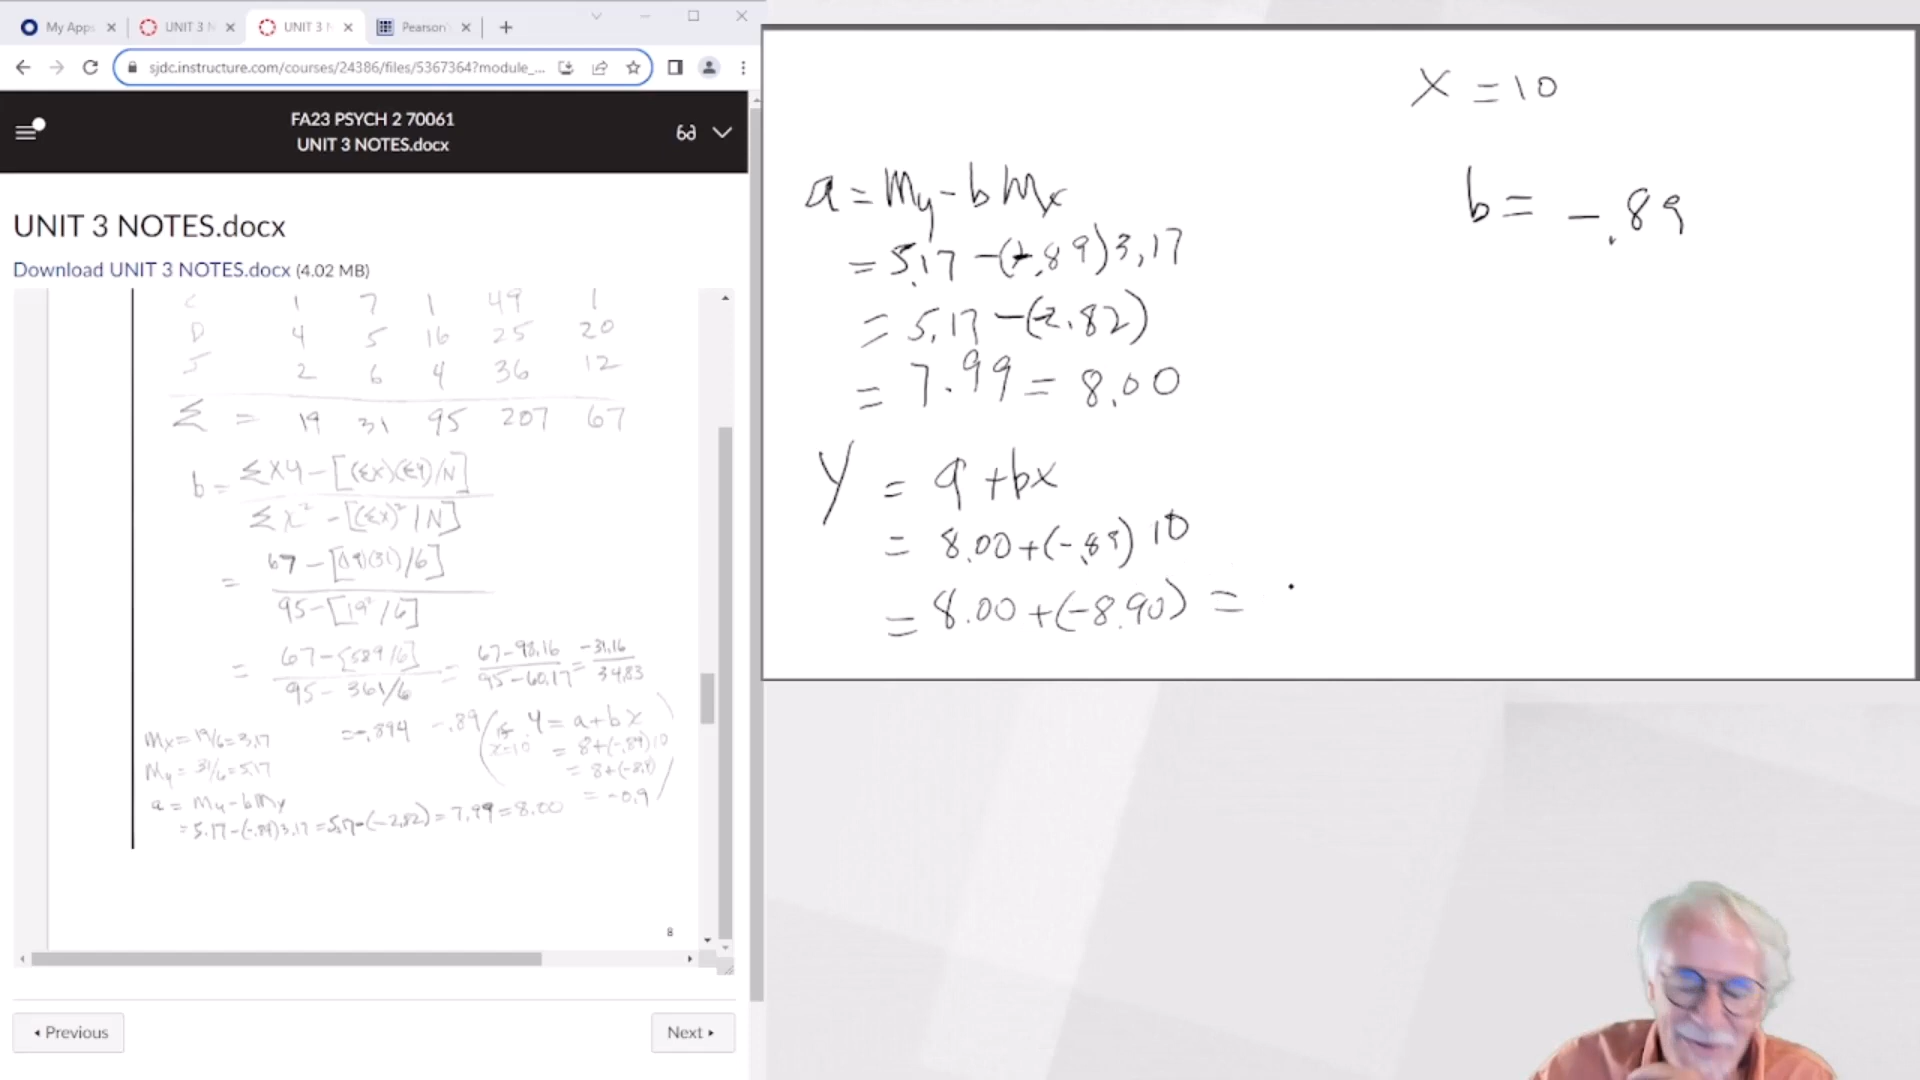 My Apps
UNIT 3 N
UNIT 3 N
Pearson
sjdc.instructure.com/courses/24386/files/5367364?module_...
FA23 PSYCH 2 70061
UNIT 3 NOTES.docx
UNIT 3 NOTES.docx
Download UNIT 3 NOTES.docx (4.02 MB)
C 1 7 1 49 1
D 4 5 16 25 20
5 2 6 4 36 12
Σ = 19 31 95 207 67
b = ΣXY - [(Σx)(Σy)/N]
Σx² - [(Σx)²/N]
= 67 - [(19)(31)/6]
95 - [19²/6]
= 67 - [589/6] = 67 - 98.16 = -31.16
95 - 361/6 95 - 60.17 34.83
= -.894 -.89
Mx = 19/6 = 3.17
My = 31/6 = 5.17
a = My - bMy
= 5.17 - (-.89)3.17 = 5.17 - (-2.82) = 7.99 = 8.00
if x=10
Y = a + bx
= 8 + (-.89)10
= 8 + (-8.9)
= -0.9
8
Previous
Next
X = 10
b = -.89
a = My - bMx
= 5.17 - (-.89)3.17
= 5.17 - (-2.82)
= 7.99 = 8.00
Y = a + bx
= 8.00 + (-.89) 10
= 8.00 + (-8.90) =